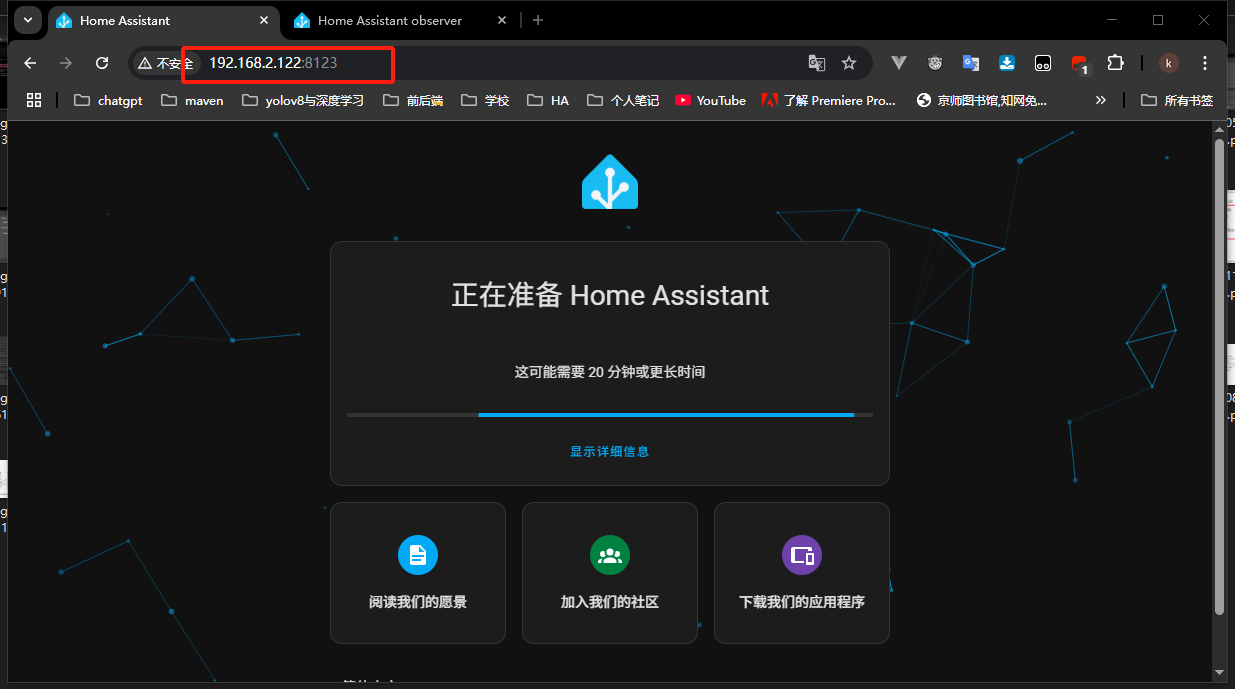 Home Assistant
Home Assistant observer
不安全 192.168.2.122:8123
k
1
chatgpt
maven
yolov8与深度学习
前后端
学校
HA
个人笔记
YouTube
了解 Premiere Pro...
京师图书馆,知网免...
所有书签
正在准备 Home Assistant
这可能需要 20 分钟或更长时间
显示详细信息
阅读我们的愿景
加入我们的社区
下载我们的应用程序